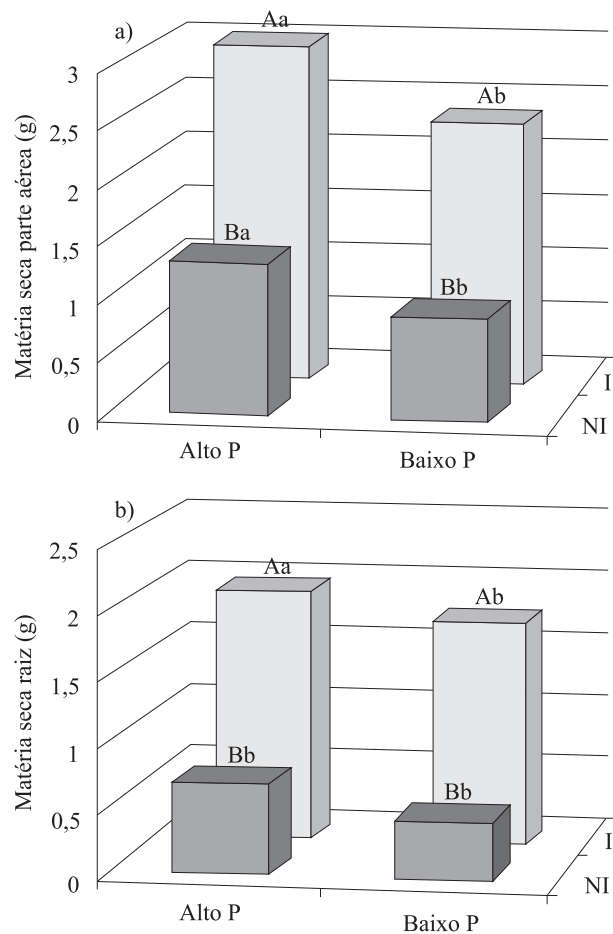 a)
Aa
Ab
Ba
Bb
3
2,5
2
1,5
1
0,5
0
Matéria seca parte aérea (g)
I
NI
Alto P
Baixo P
b)
Aa
Ab
Bb
Bb
2,5
2
1,5
1
0,5
0
Matéria seca raiz (g)
I
NI
Alto P
Baixo P